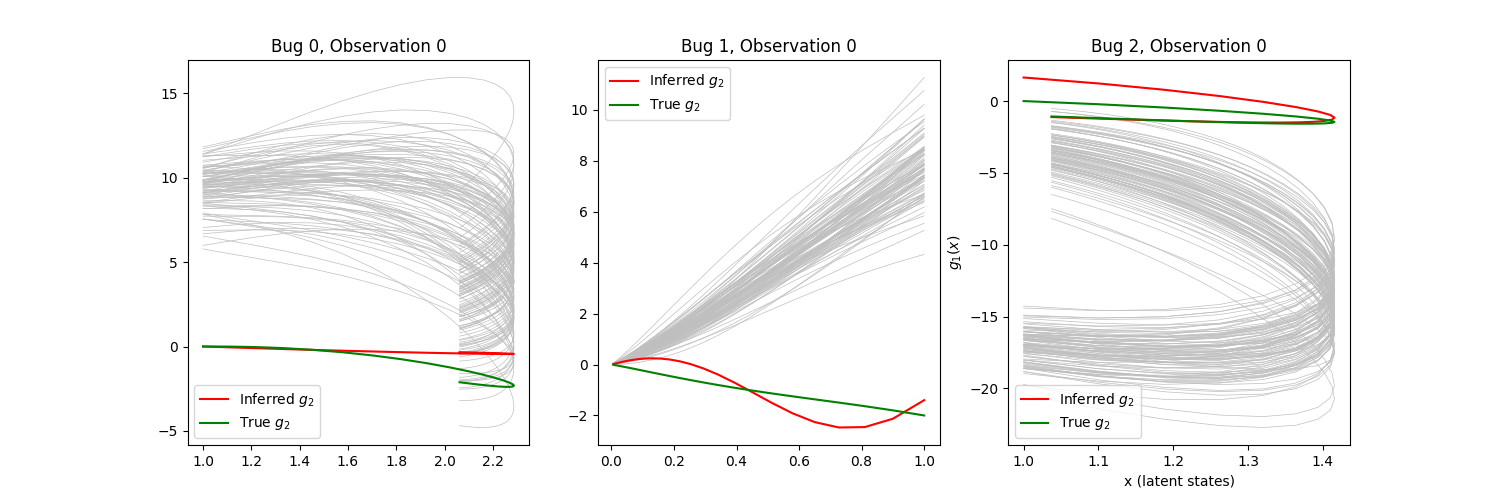 Bug 0, Observation 0
15
10
5
0
−5
1.0 1.2 1.4 1.6 1.8 2.0 2.2
Inferred g₂
True g₂
Bug 1, Observation 0
Inferred g₂
True g₂
10
8
6
4
2
0
−2
0.0 0.2 0.4 0.6 0.8 1.0
Bug 2, Observation 0
g₁(x)
0
−5
−10
−15
−20
Inferred g₂
True g₂
1.0 1.1 1.2 1.3 1.4
x (latent states)